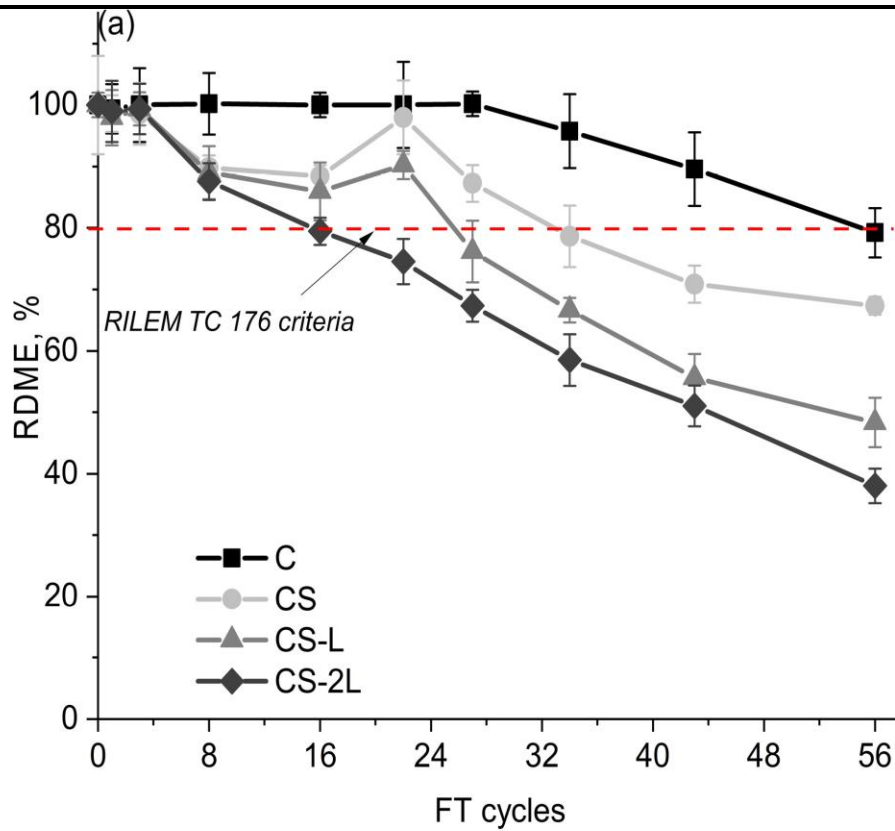 (a)
100
80
60
40
20
0
RDME, %
RILEM TC 176 criteria
C
CS
CS-L
CS-2L
0 8 16 24 32 40 48 56
FT cycles